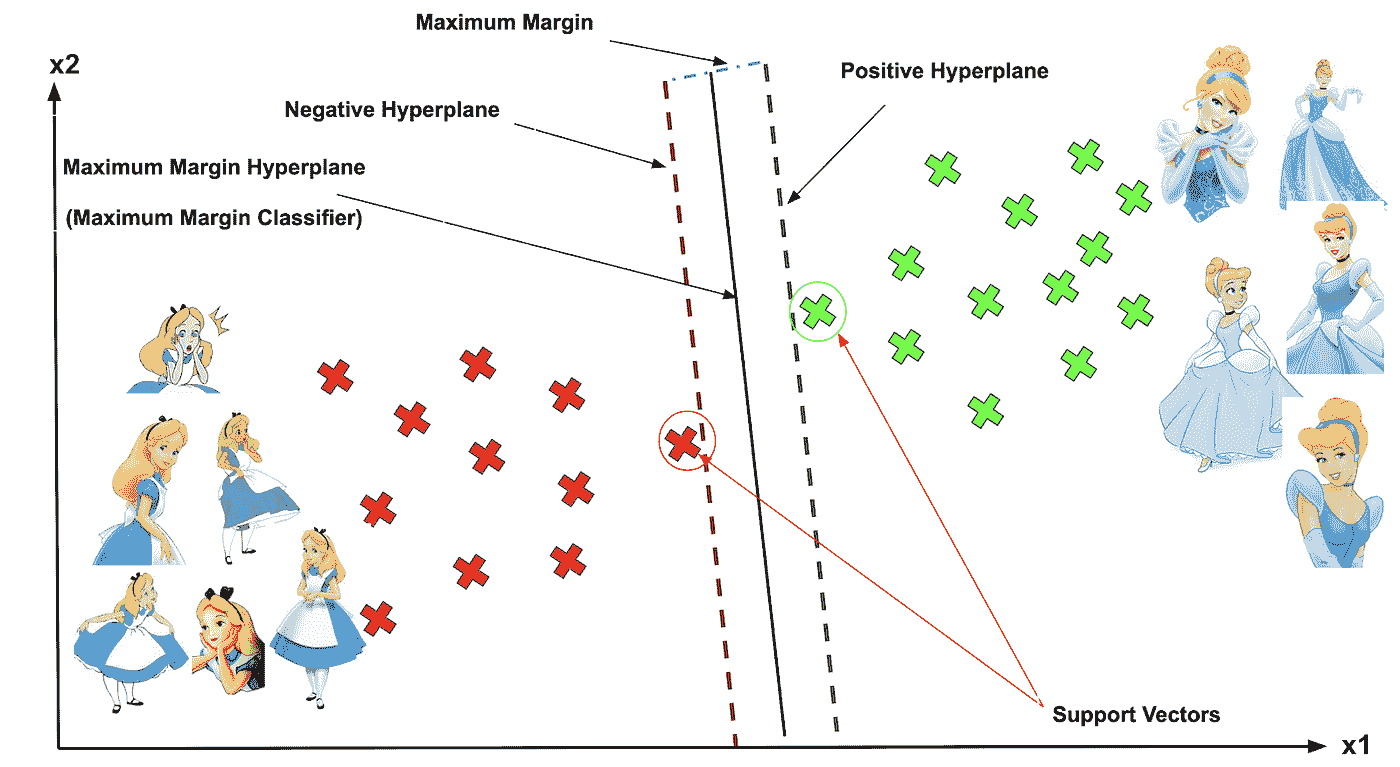 Maximum Margin
x2
Positive Hyperplane
Negative Hyperplane
Maximum Margin Hyperplane
(Maximum Margin Classifier)
Support Vectors
x1